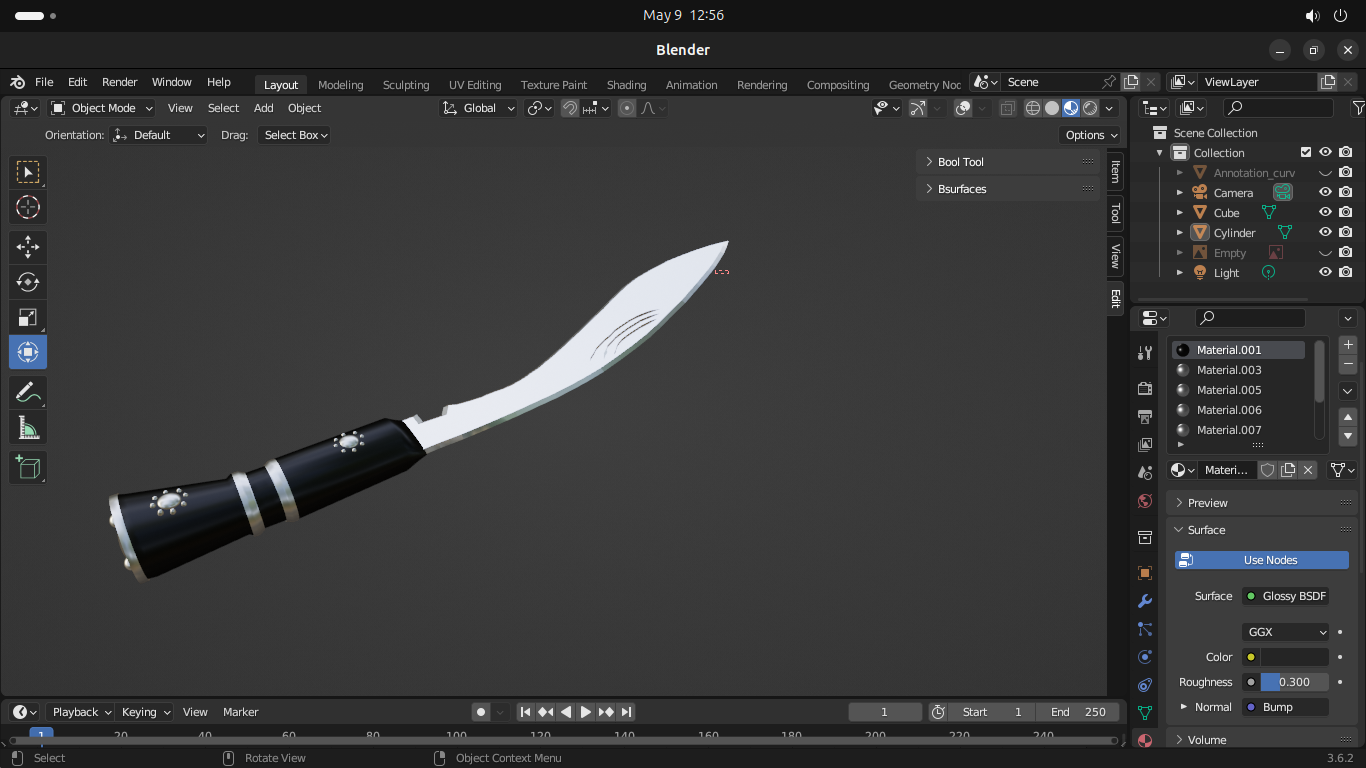 May 9 12:56
Blender
File Edit Render Window Help Layout Modeling Sculpting UV Editing Texture Paint Shading Animation Rendering Compositing Geometry Noc Scene ViewLayer
Object Mode View Select Add Object Global
Orientation: Default Drag: Select Box Options
Bool Tool
Bsurfaces
Item
Tool
View
Edit
Scene Collection
Collection
Annotation_curv
Camera
Cube
Cylinder
Empty
Light
Material.001
Material.003
Material.005
Material.006
Material.007
Materi...
Preview
Surface
Use Nodes
Surface Glossy BSDF
GGX
Color
Roughness 0.300
Normal Bump
Volume
Playback Keying View Marker 1 Start 1 End 250
1 20 40 60 80 100 120 140 160 180 200 220 240
Select Rotate View Object Context Menu 3.6.2